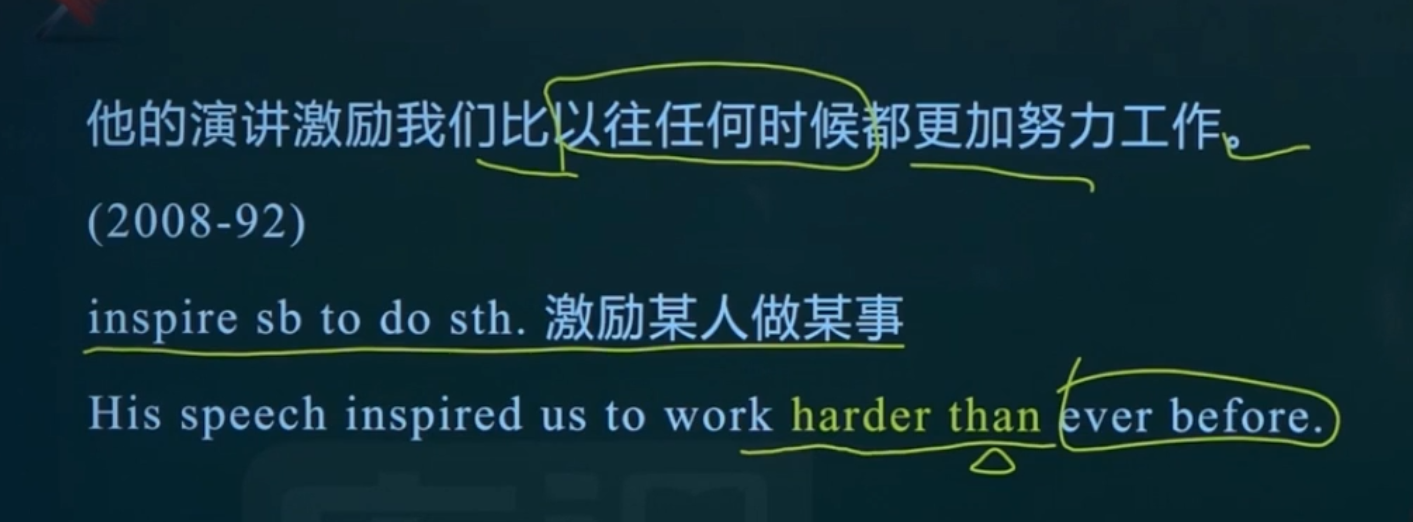 他的演讲激励我们比以往任何时候都更加努力工作。
(2008-92)
inspire sb to do sth. 激励某人做某事
His speech inspired us to work harder than ever before.